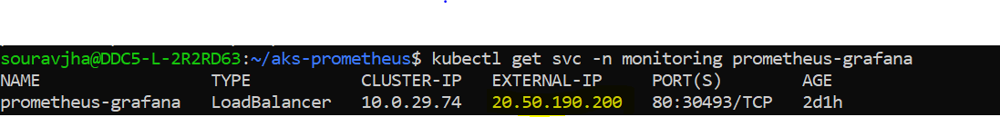 souravjha@DDC5-L-2R2RD63:~/aks-prometheus$ kubectl get svc -n monitoring prometheus-grafana
NAME TYPE CLUSTER-IP EXTERNAL-IP PORT(S) AGE
prometheus-grafana LoadBalancer 10.0.29.74 20.50.190.200 80:30493/TCP 2d1h